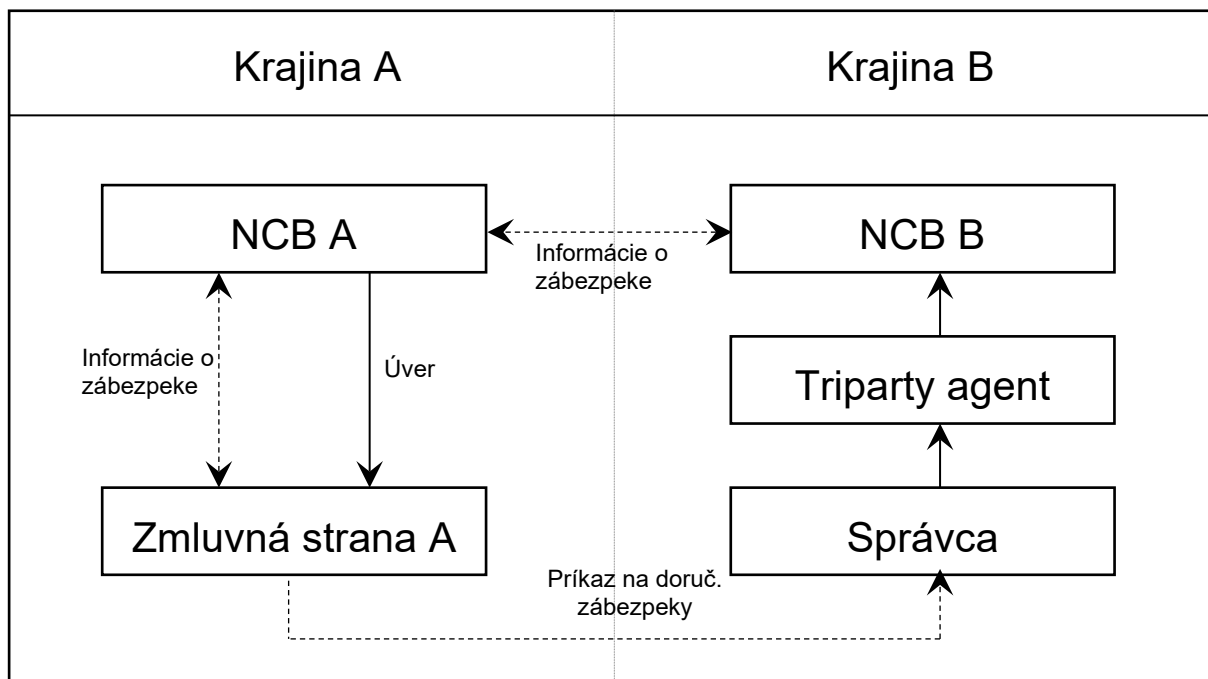 Krajina A
Krajina B
NCB A
Informácie o
zábezpeke
NCB B
Informácie o
zábezpeke
Úver
Triparty agent
Zmluvná strana A
Správca
Príkaz na doruč.
zábezpeky